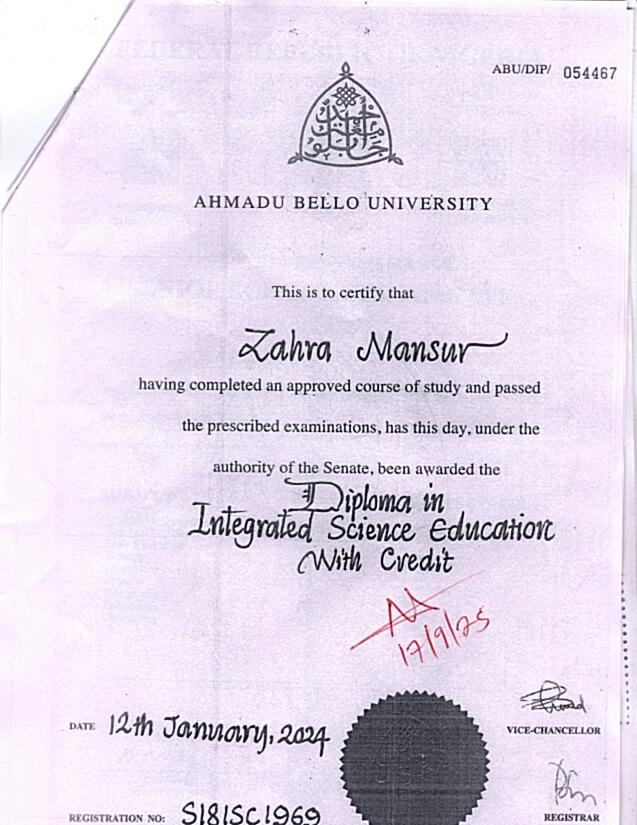 ABU/DIP/ 054467
AHMADU BELLO UNIVERSITY
This is to certify that
Zahra Mansur
having completed an approved course of study and passed
the prescribed examinations, has this day, under the
authority of the Senate, been awarded the
Diploma in
Integrated Science Education
With Credit
17/9/25
DATE 12th January, 2024
VICE-CHANCELLOR
REGISTRATION NO: S18ISC1969
REGISTRAR